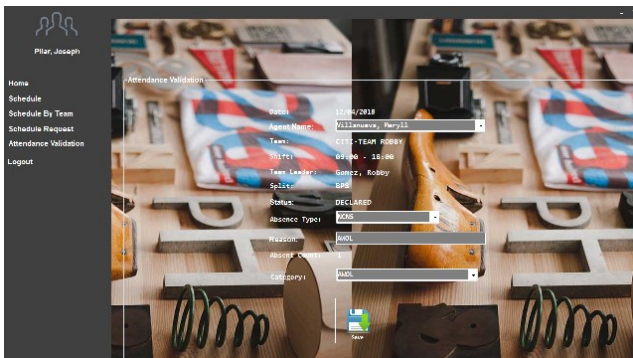 Pilar, Joseph
Home
Schedule
Schedule By Team
Schedule Request
Attendance Validation
Logout
Attendance Validation
Date: 12/04/2018
Agent Name: Villanueva, Meryll
Team: CITI-TEAM ROBBY
Shift: 09:00 - 18:00
Team Leader: Gomez, Robby
Split: BPS
Status: DECLARED
Absence Type: NCNS
Reason: AWOL
Absent Count: 1
Category: AWOL
Save